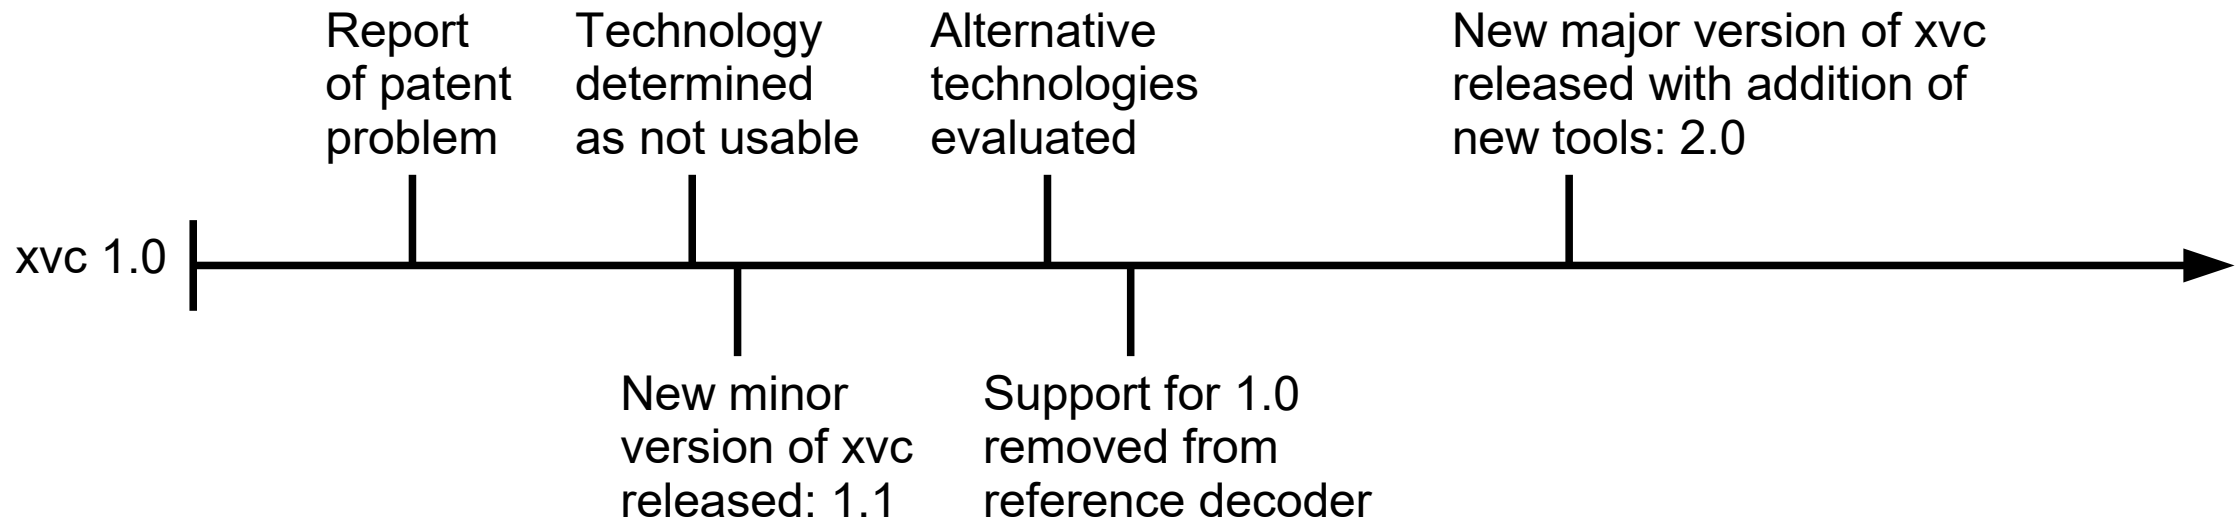 Report
of patent
problem
Technology
determined
as not usable
Alternative
technologies
evaluated
New major version of xvc
released with addition of
new tools: 2.0
xvc 1.0
New minor
version of xvc
released: 1.1
Support for 1.0
removed from
reference decoder